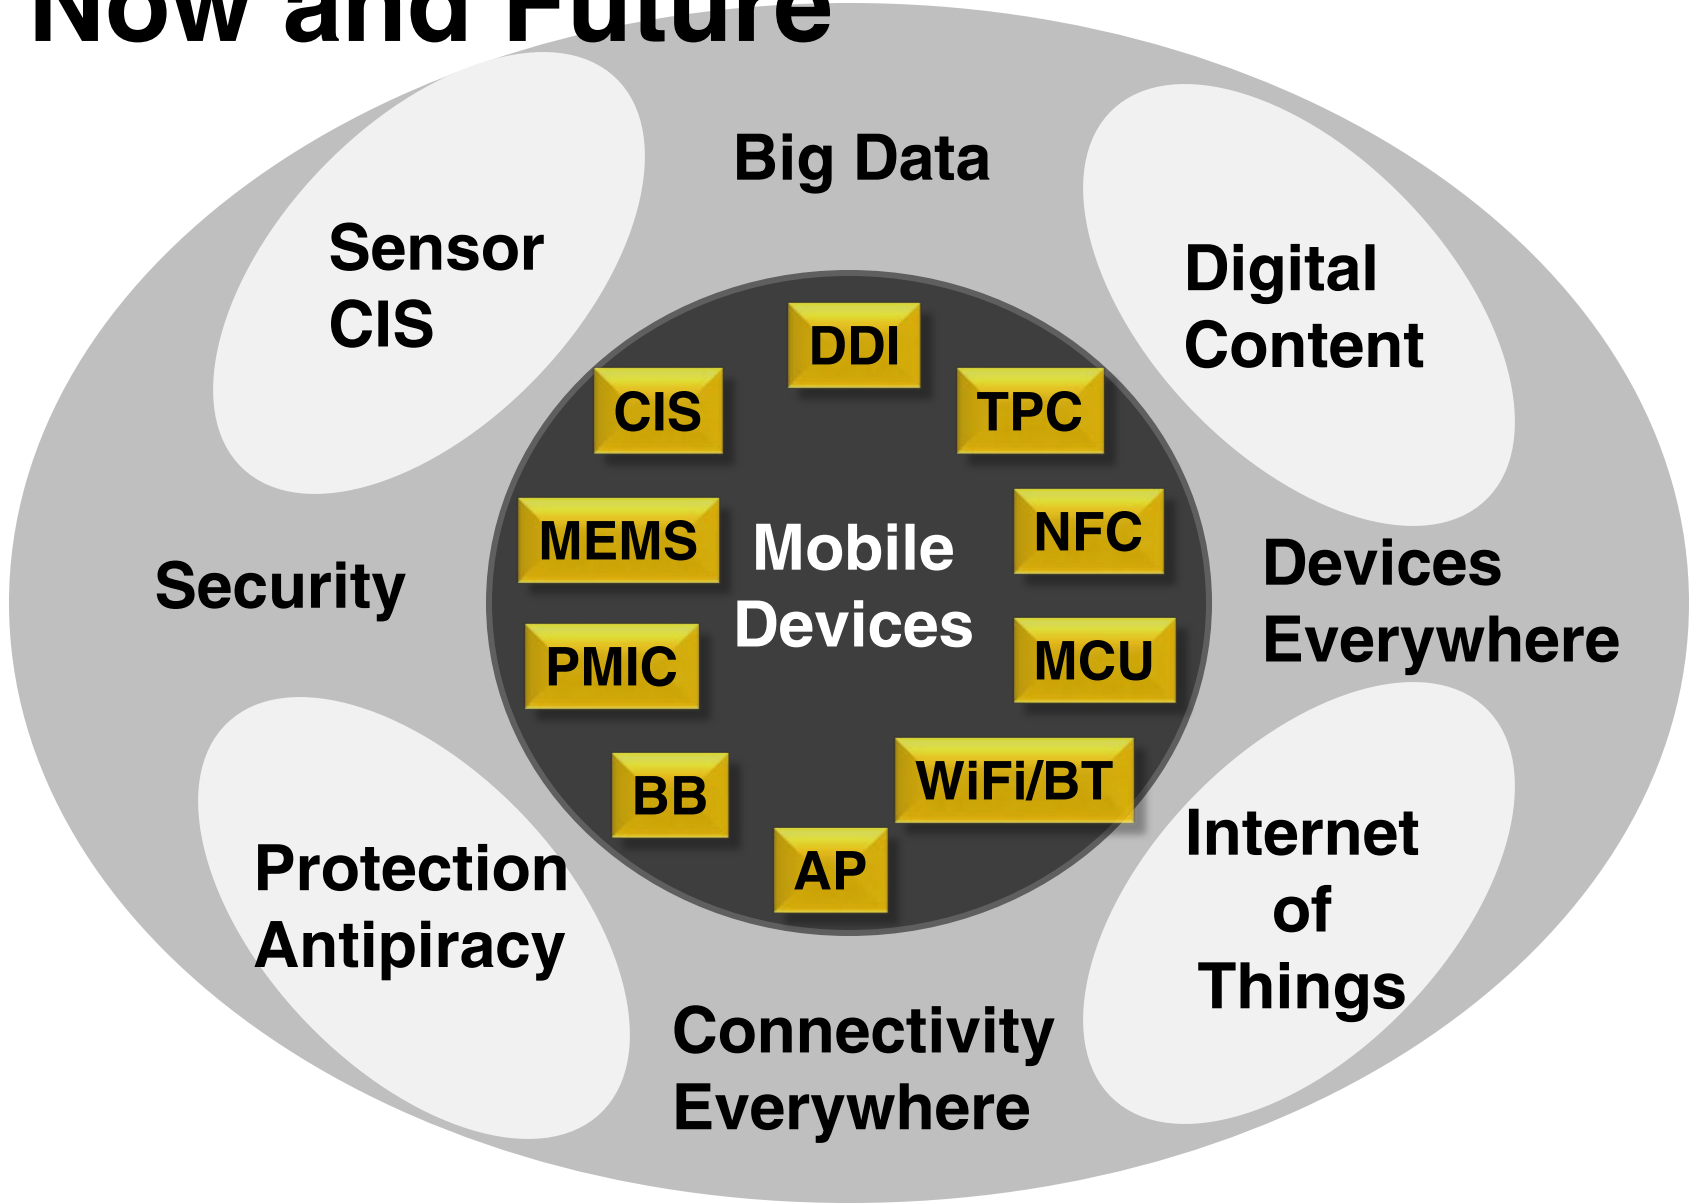 Now and Future
Big Data
Sensor
CIS
Digital
Content
DDI
CIS
TPC
MEMS
NFC
Mobile
Devices
Security
Devices
Everywhere
PMIC
MCU
BB
WiFi/BT
AP
Protection
Antipiracy
Internet
of
Things
Connectivity
Everywhere